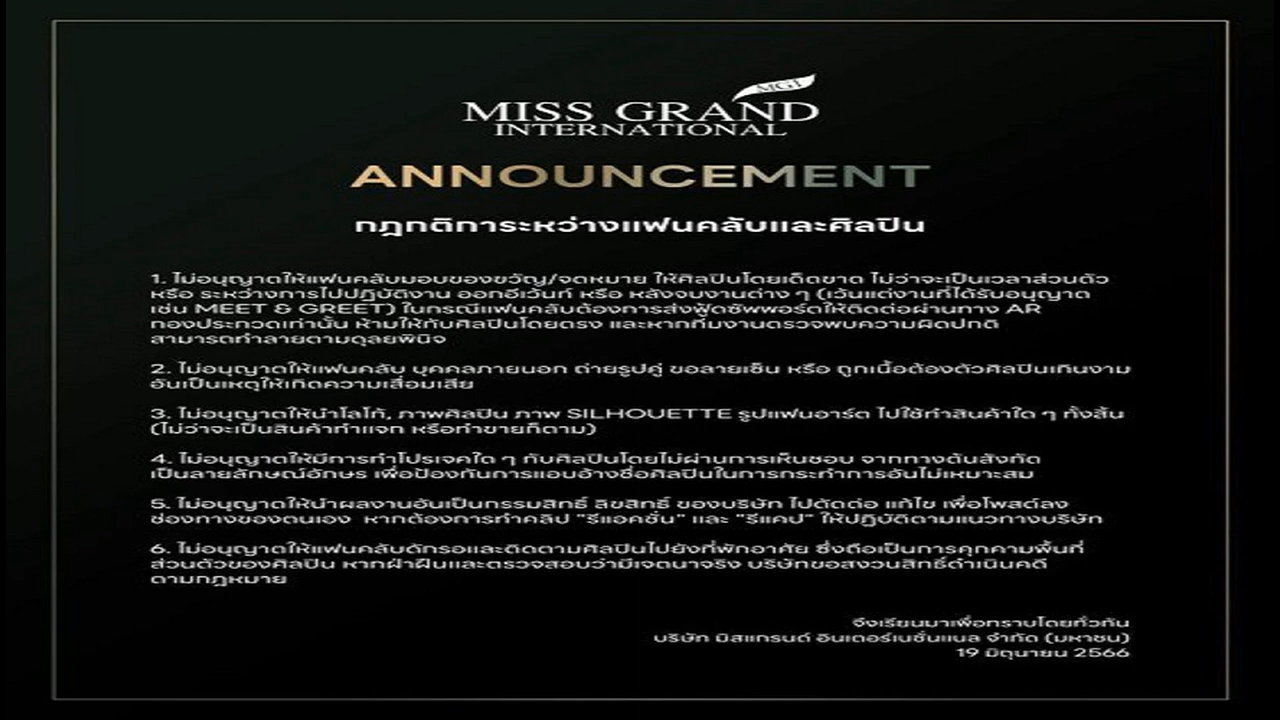 MGI
MISS GRAND
INTERNATIONAL
ANNOUNCEMENT
กฎกติการะหว่างแฟนคลับและศิลปิน
1. ไม่อนุญาตให้แฟนคลับมอบของขวัญ/จดหมาย ให้ศิลปินโดยเด็ดขาด ไม่ว่าจะเป็นเวลาส่วนตัว
หรือ ระหว่างการไปปฏิบัติงาน ออกอีเว้นท์ หรือ หลังจบงานต่าง ๆ (เว้นแต่งานที่ได้รับอนุญาต
เช่น MEET & GREET) ในกรณีแฟนคลับต้องการส่งฟู้ดซัพพอร์ตให้ติดต่อผ่านทาง AR
กองประกวดเท่านั้น ห้ามให้กับศิลปินโดยตรง และหากทีมงานตรวจพบความผิดปกติ
สามารถทำลายตามดุลยพินิจ
2. ไม่อนุญาตให้แฟนคลับ บุคคลภายนอก ถ่ายรูปคู่ ขอลายเซ็น หรือ ถูกเนื้อต้องตัวศิลปินเกินงาม
อันเป็นเหตุให้เกิดความเสื่อมเสีย
3. ไม่อนุญาตให้นำโลโก้, ภาพศิลปิน ภาพ SILHOUETTE รูปแฟนอาร์ต ไปใช้ทำสินค้าใด ๆ ทั้งสิ้น
(ไม่ว่าจะเป็นสินค้าทำแจก หรือทำขายก็ตาม)
4. ไม่อนุญาตให้มีการทำโปรเจคใด ๆ กับศิลปินโดยไม่ผ่านการเห็นชอบ จากทางต้นสังกัด
เป็นลายลักษณ์อักษร เพื่อป้องกันการแอบอ้างชื่อศิลปินในการกระทำการอันไม่เหมาะสม
5. ไม่อนุญาตให้นำผลงานอันเป็นกรรมสิทธิ์ ลิขสิทธิ์ ของบริษัท ไปตัดต่อ แก้ไข เพื่อโพสต์ลง
ช่องทางของตนเอง หากต้องการทำคลิป "รีแอคชั่น" และ "รีแคป" ให้ปฏิบัติตามแนวทางบริษัท
6. ไม่อนุญาตให้แฟนคลับดักรอและติดตามศิลปินไปยังที่พักอาศัย ซึ่งถือเป็นการคุกคามพื้นที่
ส่วนตัวของศิลปิน หากฝ่าฝืนและตรวจสอบว่ามีเจตนาจริง บริษัทขอสงวนสิทธิ์ดำเนินคดี
ตามกฎหมาย
จึงเรียนมาเพื่อทราบโดยทั่วกัน
บริษัท มิสแกรนด์ อินเตอร์เนชั่นแนล จำกัด (มหาชน)
19 มิถุนายน 2566